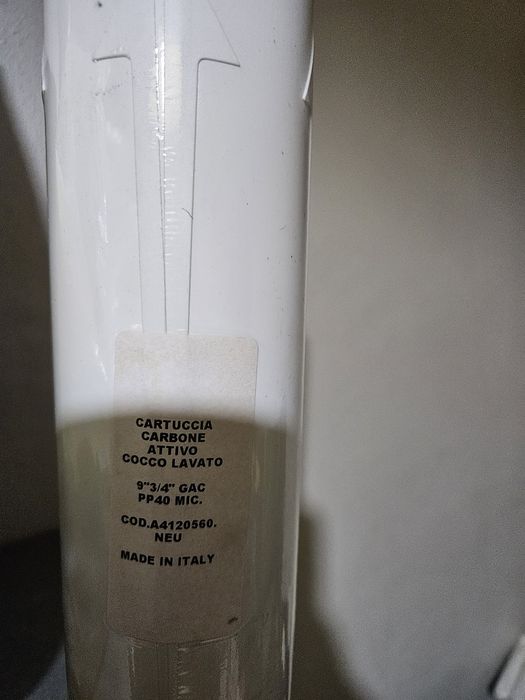 CARTUCCIA
CARBONE
ATTIVO
COCCO LAVATO
9"3/4" GAC
PP40 MIC.
COD.A4120560.
NEU
MADE IN ITALY